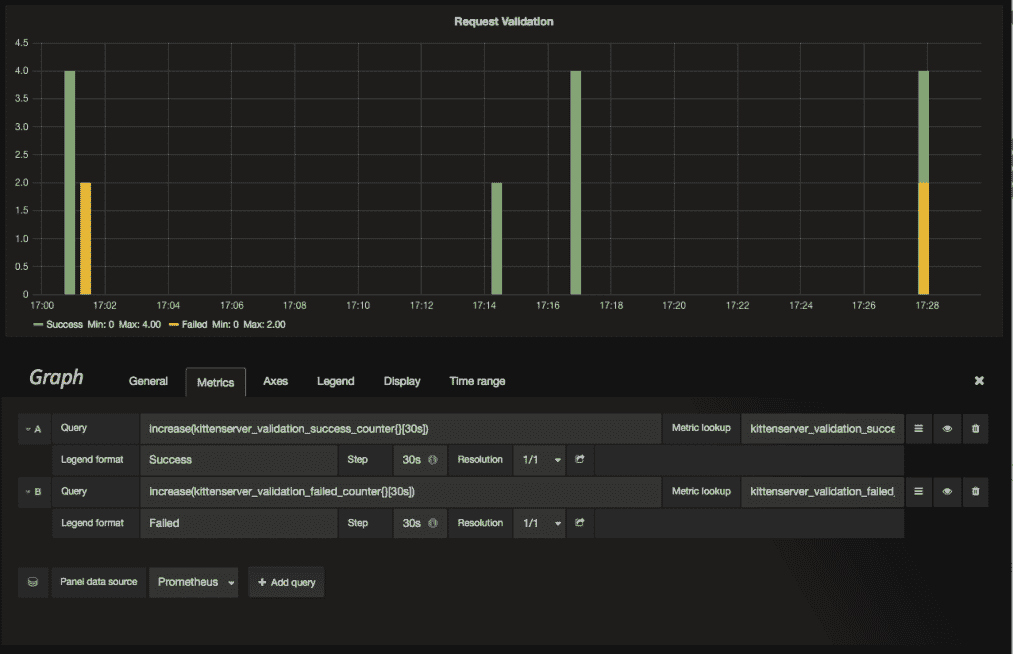 Request Validation
4.5
4.0
3.5
3.0
2.5
2.0
1.5
1.0
0.5
0
17:00 17:02 17:04 17:06 17:08 17:10 17:12 17:14 17:16 17:18 17:20 17:22 17:24 17:26 17:28
Success Min: 0 Max: 4.00 Failed Min: 0 Max: 2.00
Graph General Metrics Axes Legend Display Time range
A Query increase(kittenserver_validation_success_counter{}[30s]) Metric lookup kittenserver_validation_succe
Legend format Success Step 30s Resolution 1/1
B Query increase(kittenserver_validation_failed_counter{}[30s]) Metric lookup kittenserver_validation_failed_
Legend format Failed Step 30s Resolution 1/1
Panel data source Prometheus + Add query